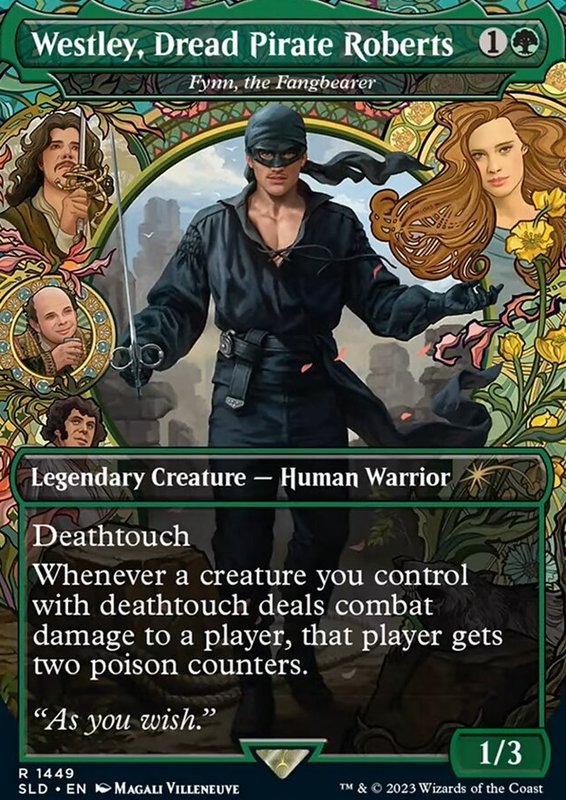 Westley, Dread Pirate Roberts 1
Fynn, the Fangbearer
Legendary Creature — Human Warrior
Deathtouch
Whenever a creature you control
with deathtouch deals combat
damage to a player, that player gets
two poison counters.
“As you wish.”
1/3
R 1449
SLD • EN Magali Villeneuve
™ & © 2023 Wizards of the Coast